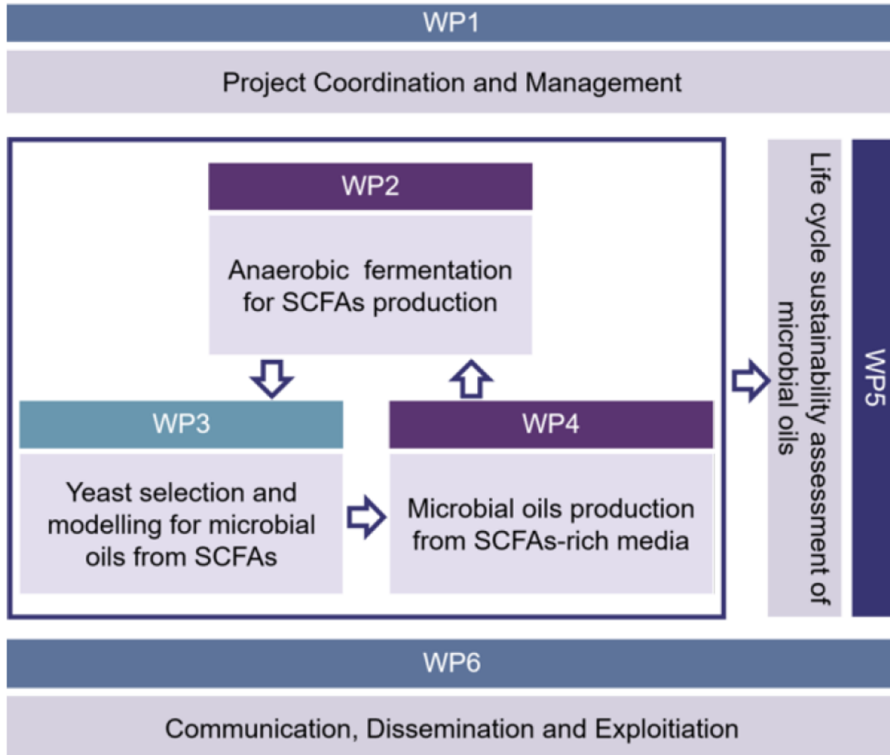 WP1
Project Coordination and Management
WP2
Anaerobic fermentation
for SCFAs production
WP3
Yeast selection and
modelling for microbial
oils from SCFAs
WP4
Microbial oils production
from SCFAs-rich media
Life cycle sustainability assessment of
microbial oils
WP5
WP6
Communication, Dissemination and Exploitiation